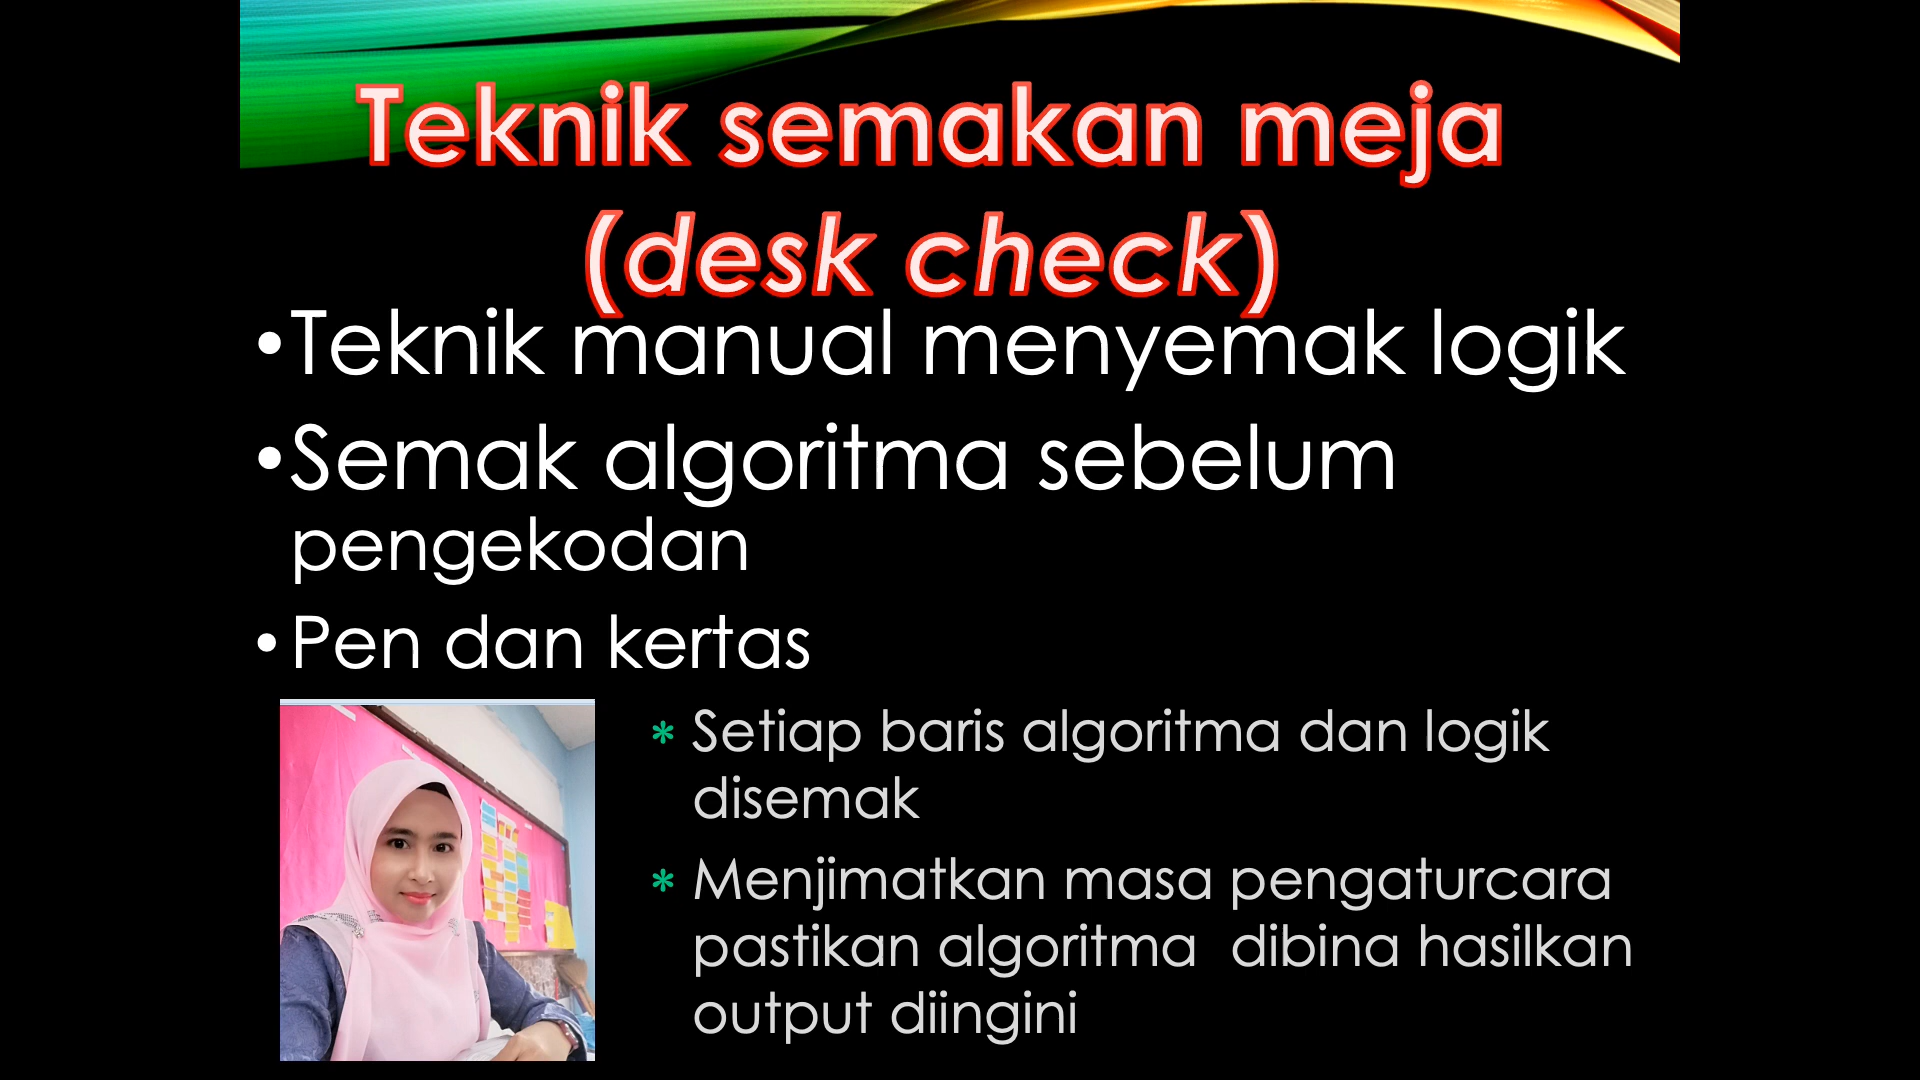 Teknik semakan meja
(desk check)
•Teknik manual menyemak logik
•Semak algoritma sebelum
pengekodan
•Pen dan kertas
* Setiap baris algoritma dan logik
disemak
* Menjimatkan masa pengaturcara
pastikan algoritma  dibina hasilkan
output diingini